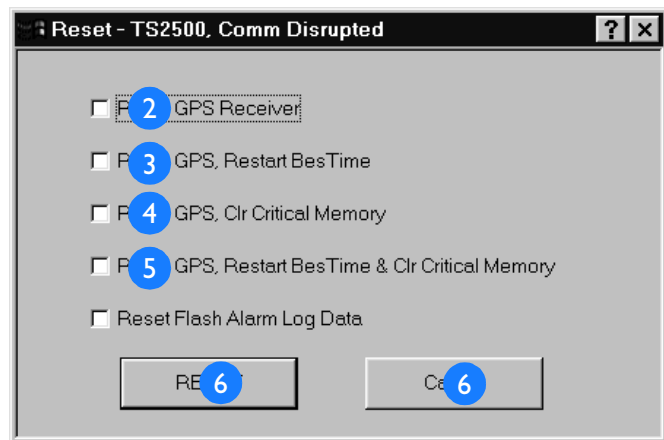 Reset - TS2500, Comm Disrupted
2 GPS Receiver
3 GPS, Restart BesTime
4 GPS, Clr Critical Memory
5 GPS, Restart BesTime & Clr Critical Memory
Reset Flash Alarm Log Data
6 6